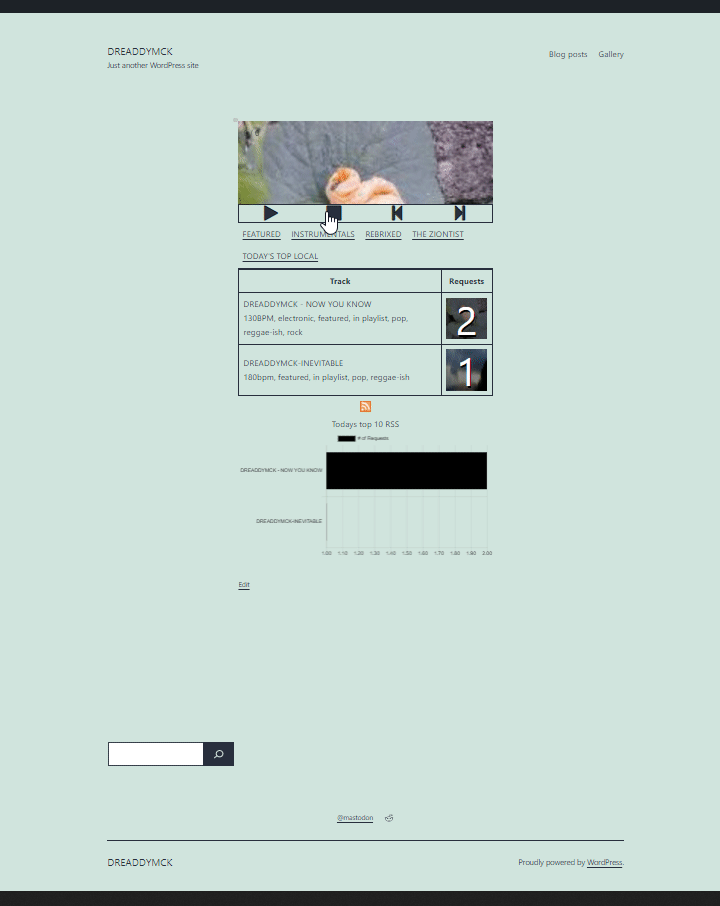 DREADDYMCK
Just another WordPress site
Blog posts Gallery
FEATURED INSTRUMENTALS REBRIXED THE ZIONTIST
TODAY'S TOP LOCAL
Track Requests
DREADDYMCK - NOW YOU KNOW
130BPM, electronic, featured, in playlist, pop,
reggae-ish, rock
2
DREADDYMCK-INEVITABLE
180bpm, featured, in playlist, pop, reggae-ish
1
Todays top 10 RSS
# of Requests
DREADDYMCK - NOW YOU KNOW
DREADDYMCK-INEVITABLE
1.00 1.10 1.20 1.30 1.40 1.50 1.60 1.70 1.80 1.90 2.00
Edit
@mastodon
DREADDYMCK
Proudly powered by WordPress.